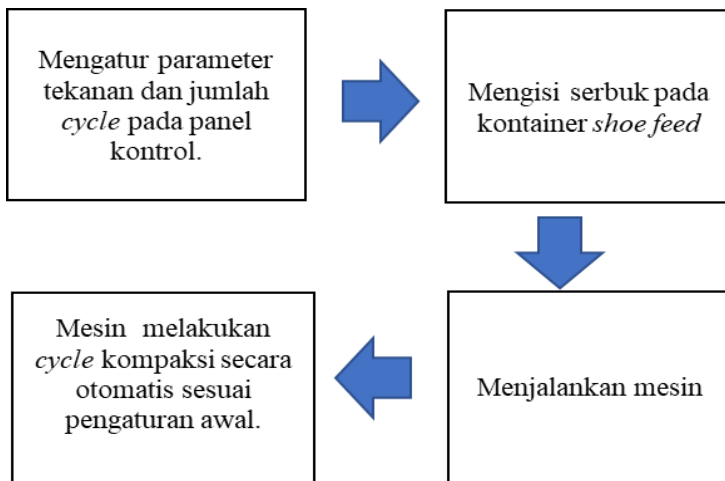 Mengatur parameter
tekanan dan jumlah
cycle pada panel
kontrol.
Mengisi serbuk pada
kontainer shoe feed
Menjalankan mesin
Mesin melakukan
cycle kompaksi secara
otomatis sesuai
pengaturan awal.